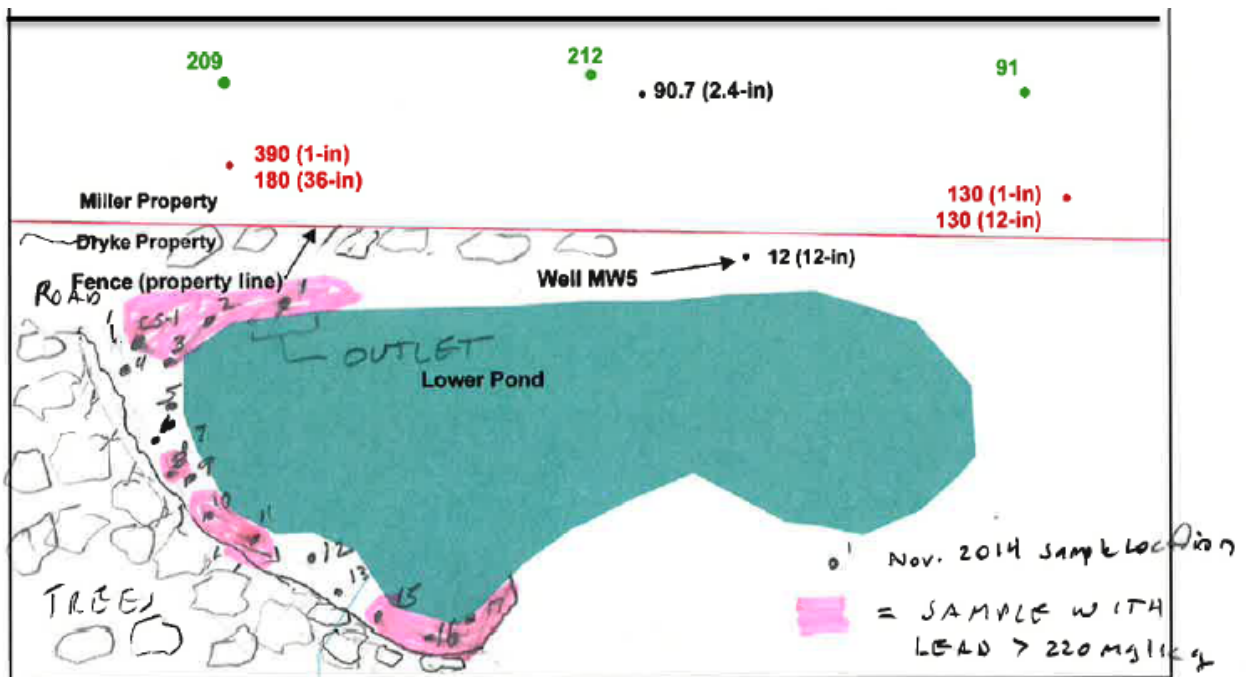 209
212
91
90.7 (2.4-in)
390 (1-in)
180 (36-in)
130 (1-in)
130 (12-in)
Miller Property
Dryke Property
12 (12-in)
Fence (property line)
Well MW5
ROAD
1
2
CS-1
3
4
OUTLET
Lower Pond
5
7
8
9
10
11
12
13
15
16
17
TREES
1
Nov. 2014 Sample Location
= SAMPLE WITH
LEAD > 220 mg/kg